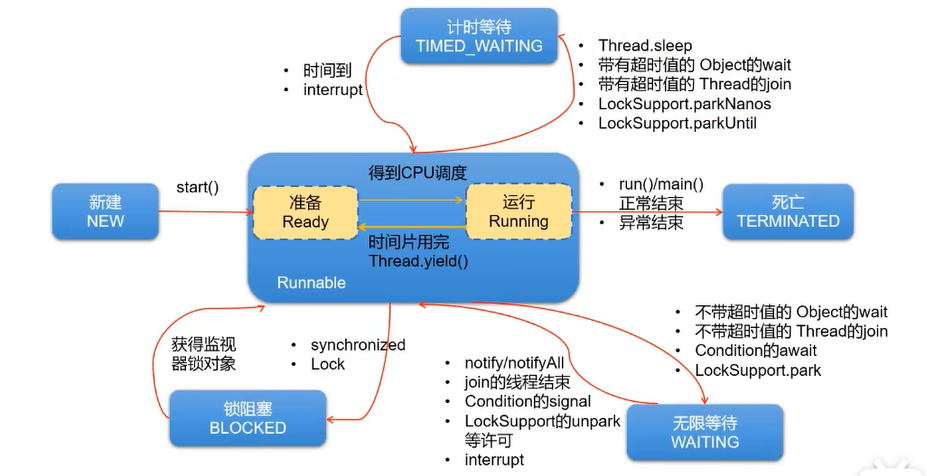 计时等待
TIMED_WAITING
时间到
interrupt
Thread.sleep
带有超时值的 Object的wait
带有超时值的 Thread的join
LockSupport.parkNanos
LockSupport.parkUntil
新建
NEW
start()
得到CPU调度
准备
Ready
运行
Running
时间片用完
Thread.yield()
Runnable
run()/main()
正常结束
异常结束
死亡
TERMINATED
获得监视
器锁对象
synchronized
Lock
锁阻塞
BLOCKED
notify/notifyAll
join的线程结束
Condition的signal
LockSupport的unpark
等许可
interrupt
不带超时值的 Object的wait
不带超时值的 Thread的join
Condition的await
LockSupport.park
无限等待
WAITING